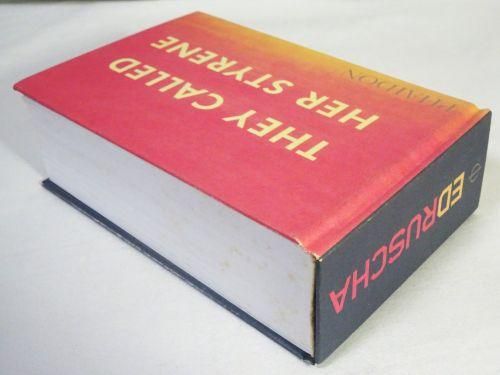 THEY CALLED
HER STYRENE
PHAIDON
EDRUSCHA